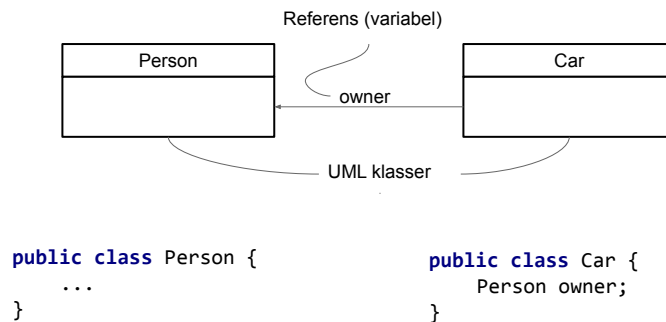 Referens (variabel)
Person
Car
owner
UML klasser
public class Person {
...
}
public class Car {
Person owner;
}